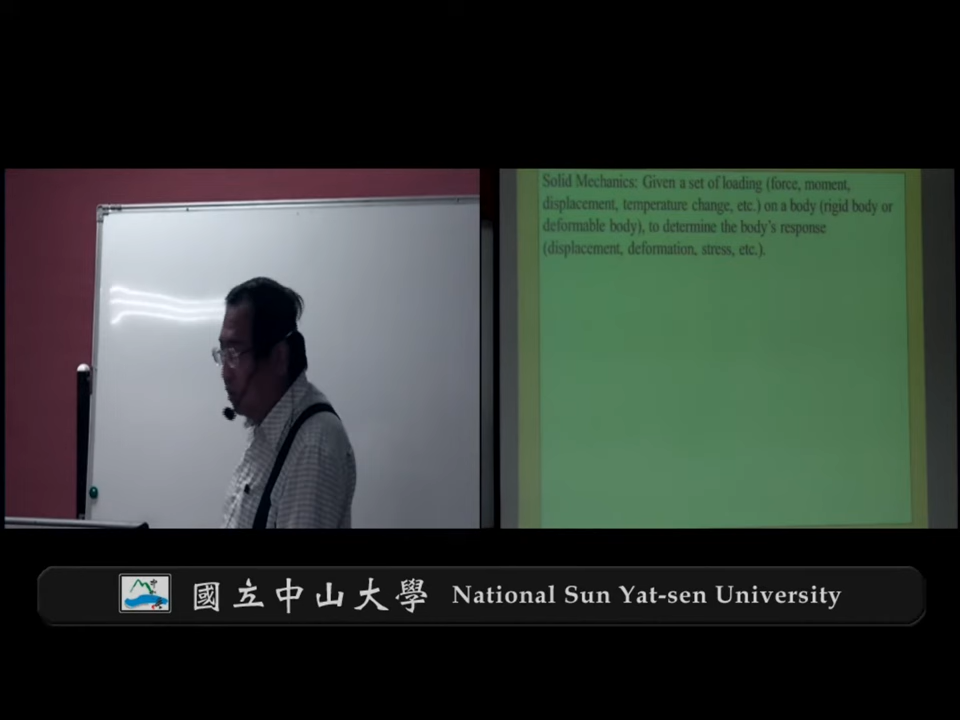 Solid Mechanics: Given a set of loading (force, moment,
displacement, temperature change, etc.) on a body (rigid body or
deformable body), to determine the body's response
(displacement, deformation, stress, etc.).
國立中山大學 National Sun Yat-sen University